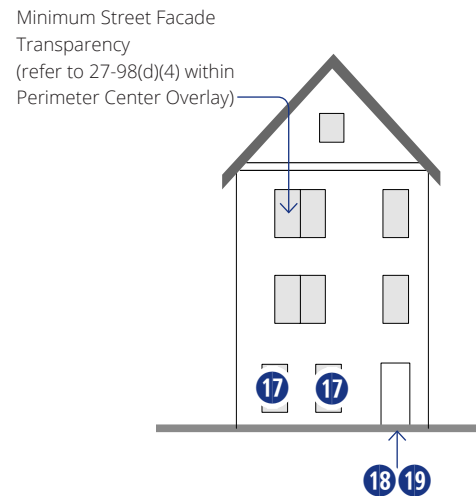 Minimum Street Facade
Transparency
(refer to 27-98(d)(4) within
Perimeter Center Overlay)
17 17
18 19